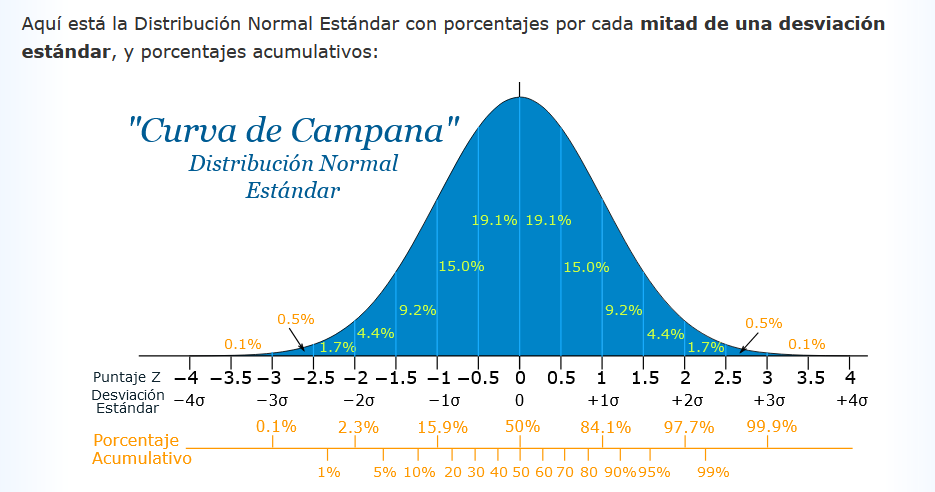 Aquí está la Distribución Normal Estándar con porcentajes por cada mitad de una desviación
estándar, y porcentajes acumulativos:
"Curva de Campana"
Distribución Normal
Estándar
19.1% 19.1%
15.0% 15.0%
9.2% 9.2%
0.5% 0.5%
4.4% 4.4%
0.1% 1.7% 1.7% 0.1%
Puntaje Z −4 −3.5 −3 −2.5 −2 −1.5 −1 −0.5 0 0.5 1 1.5 2 2.5 3 3.5 4
Desviación
Estándar −4σ −3σ −2σ −1σ 0 +1σ +2σ +3σ +4σ
0.1% 2.3% 15.9% 50% 84.1% 97.7% 99.9%
Porcentaje
Acumulativo
1% 5% 10% 20 30 40 50 60 70 80 90% 95% 99%